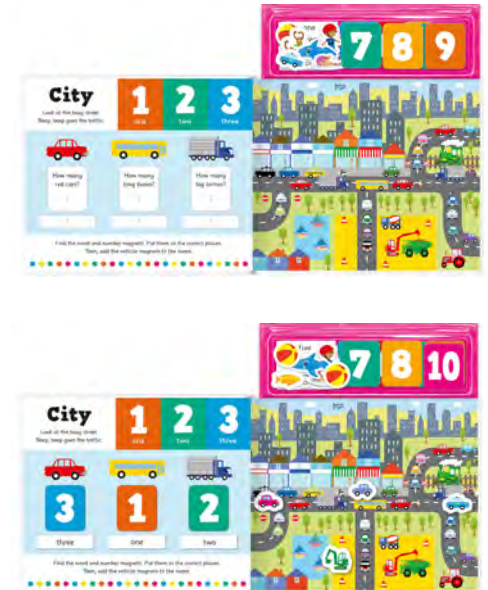 one
7 8 9
City
Look at the busy street.
Beep, beep goes the traffic.
1 2 3
one two three
How many
red cars?
How many
long buses?
How many
big lorries?
Find the word and number magnets. Put them in the correct places.
Then, add the vehicle magnets to the scene.
five
7 8 10
City
Look at the busy street.
Beep, beep goes the traffic.
1 2 3
one two three
3 1 2
three one two
Find the word and number magnets. Put them in the correct places.
Then, add the vehicle magnets to the scene.